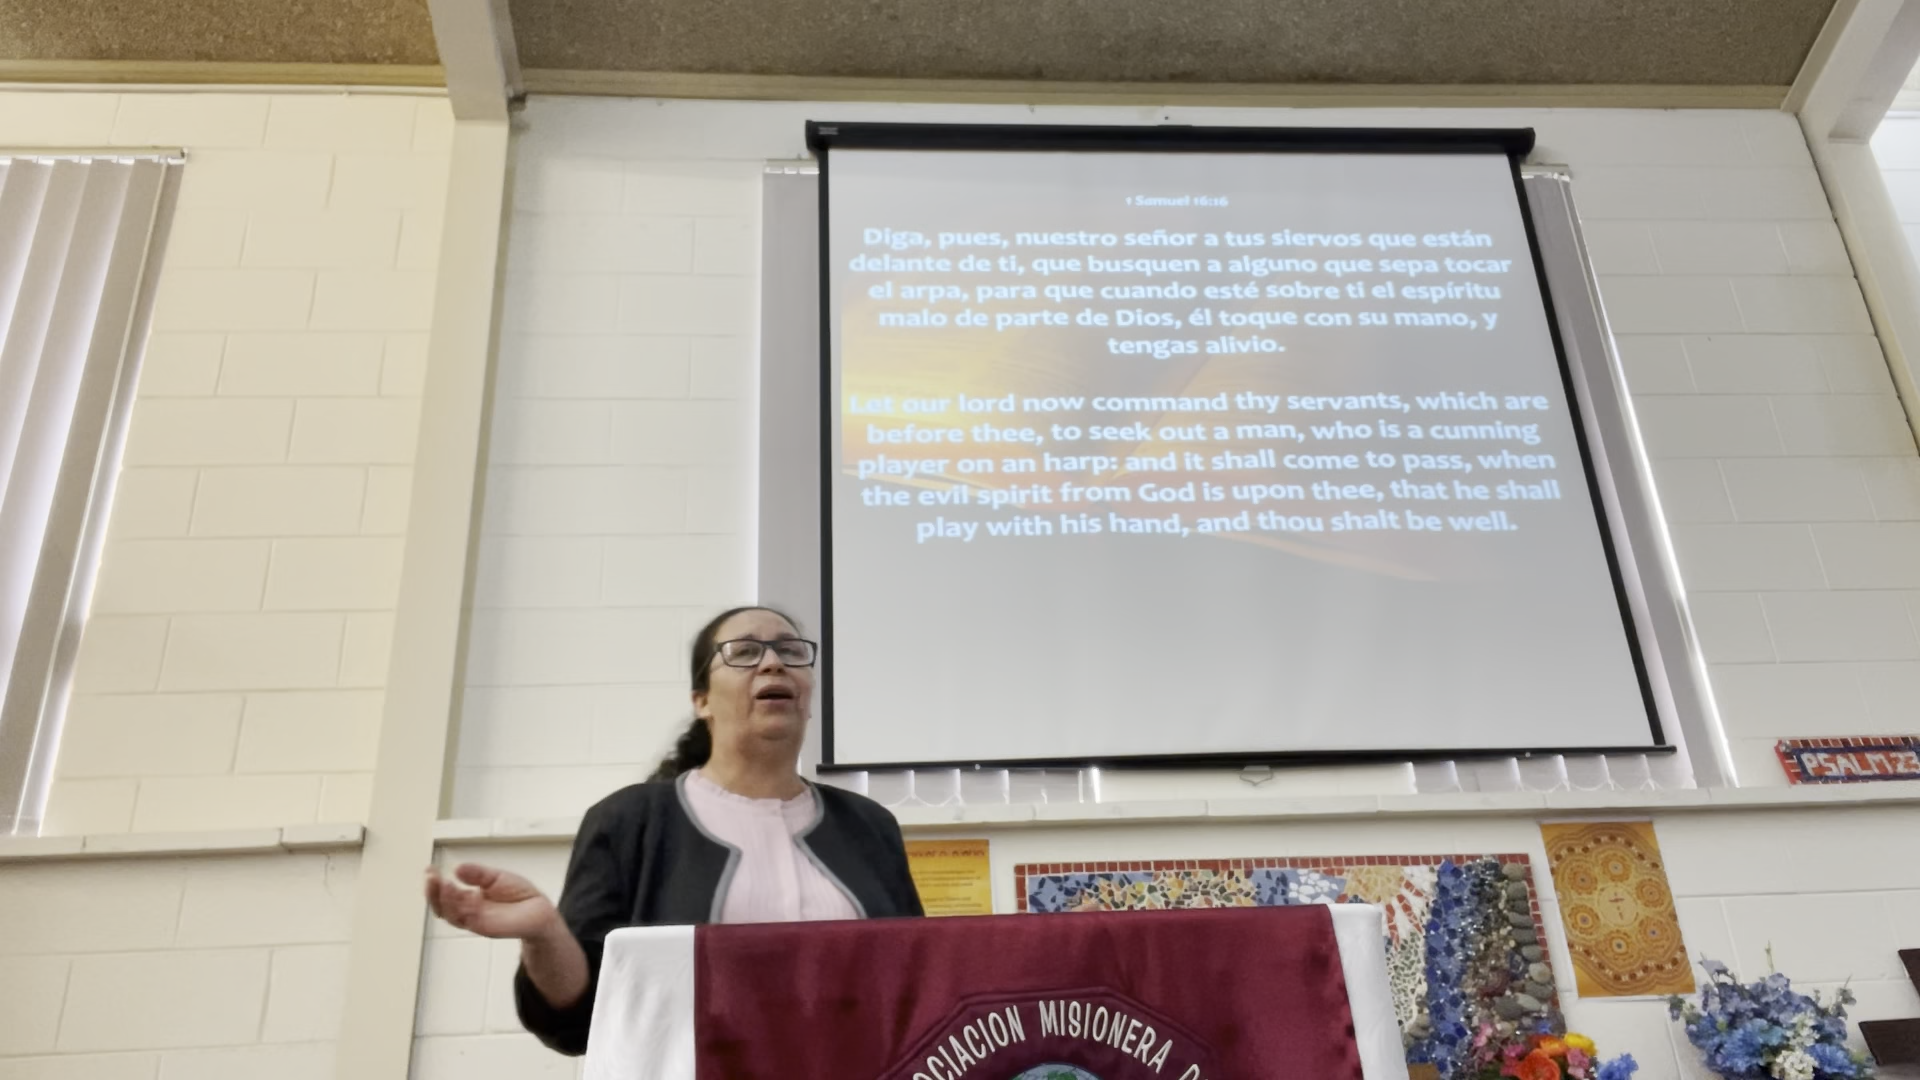 1 Samuel 16:16
Diga, pues, nuestro señor a tus siervos que están
delante de ti, que busquen a alguno que sepa tocar
el arpa, para que cuando esté sobre ti el espíritu
malo de parte de Dios, él toque con su mano, y
tengas alivio.
Let our lord now command thy servants, which are
before thee, to seek out a man, who is a cunning
player on an harp: and it shall come to pass, when
the evil spirit from God is upon thee, that he shall
play with his hand, and thou shalt be well.
PSALM 23
OCIACION MISIONERA